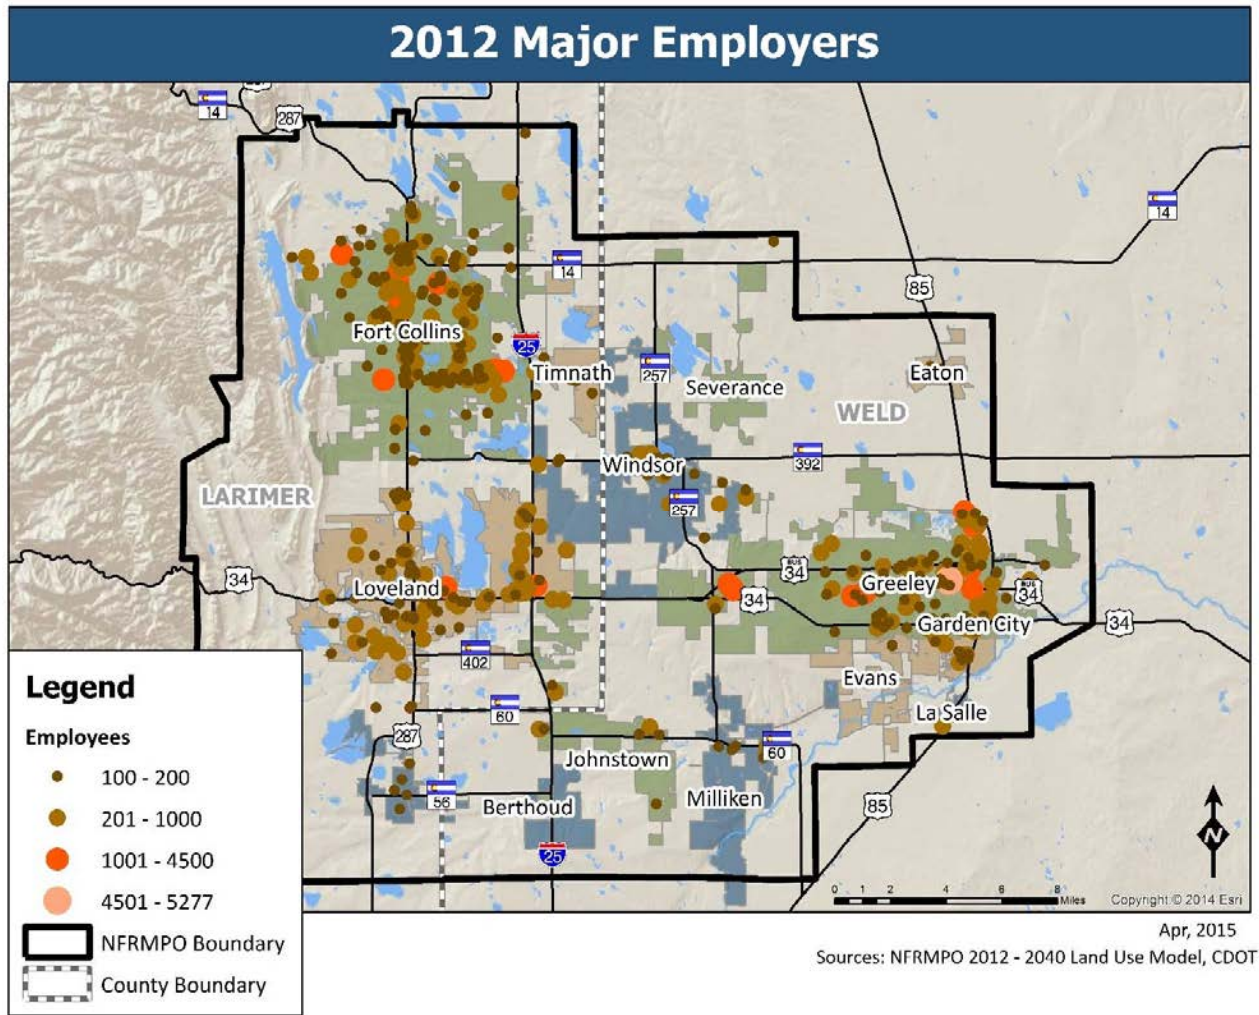 2012 Major Employers
14
287
14
14
85
Fort Collins
25
Timnath
257
Severance
Eaton
WELD
Windsor
392
LARIMER
257
34
Loveland
BUS
34
Greeley
BUS
34
34
Garden City
34
402
Evans
60
La Salle
287
60
Johnstown
56
Berthoud
Milliken
85
25
Legend
Employees
100 - 200
201 - 1000
1001 - 4500
4501 - 5277
NFRMPO Boundary
County Boundary
N
0 1 2 4 6 8
Miles
Copyright © 2014 Esri
Apr, 2015
Sources: NFRMPO 2012 - 2040 Land Use Model, CDOT